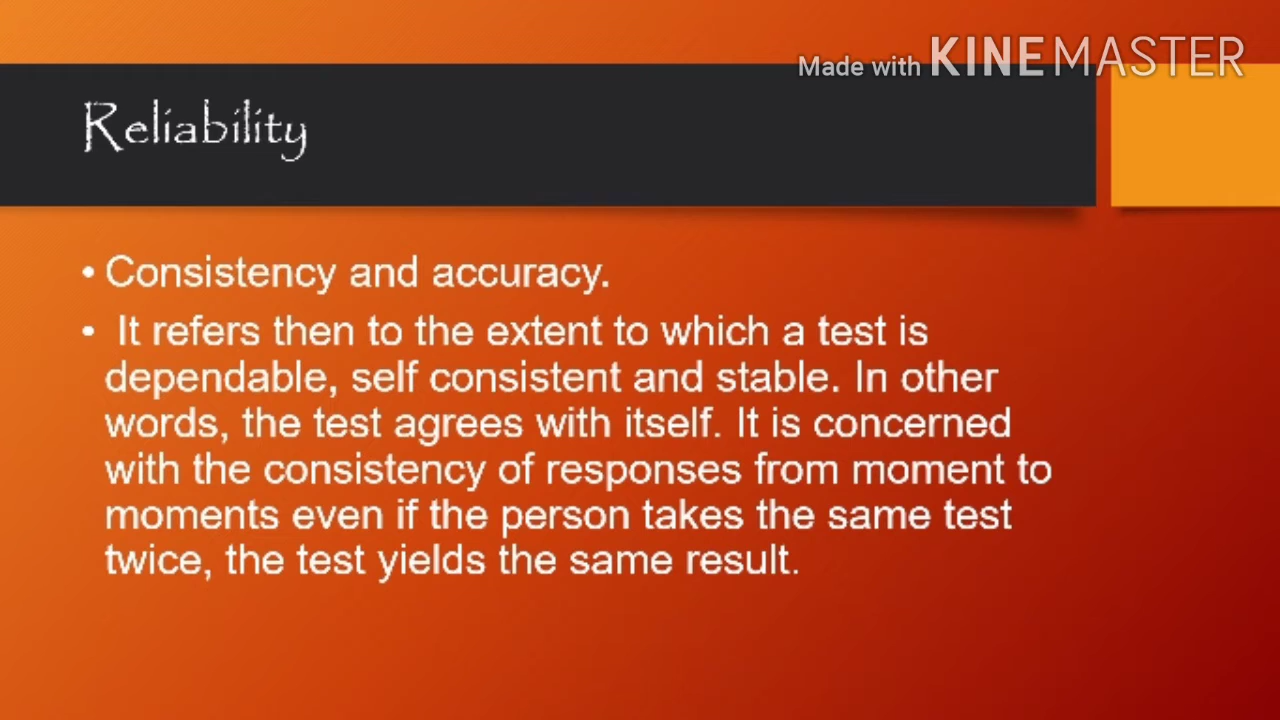 Made with KINEMASTER
Reliability
• Consistency and accuracy.
• It refers then to the extent to which a test is
dependable, self consistent and stable. In other
words, the test agrees with itself. It is concerned
with the consistency of responses from moment to
moments even if the person takes the same test
twice, the test yields the same result.